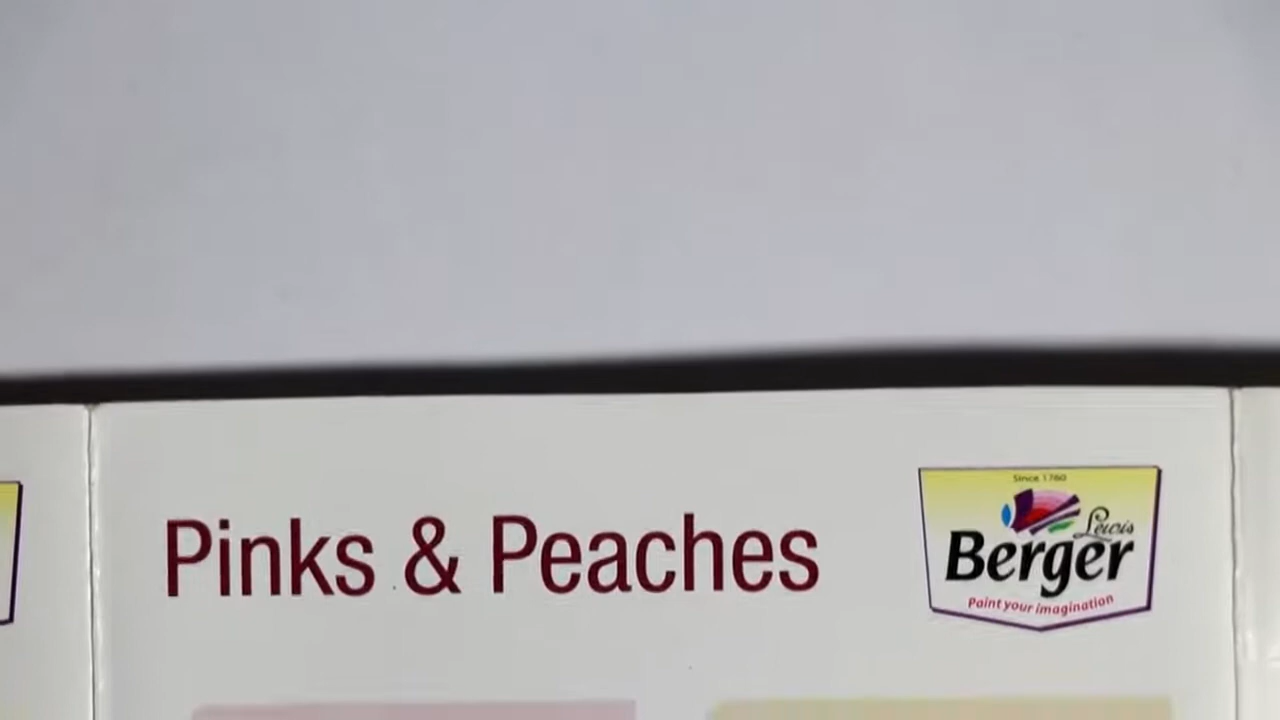 Pinks & Peaches
Since 1760
Lewis
Berger
Paint your imagination